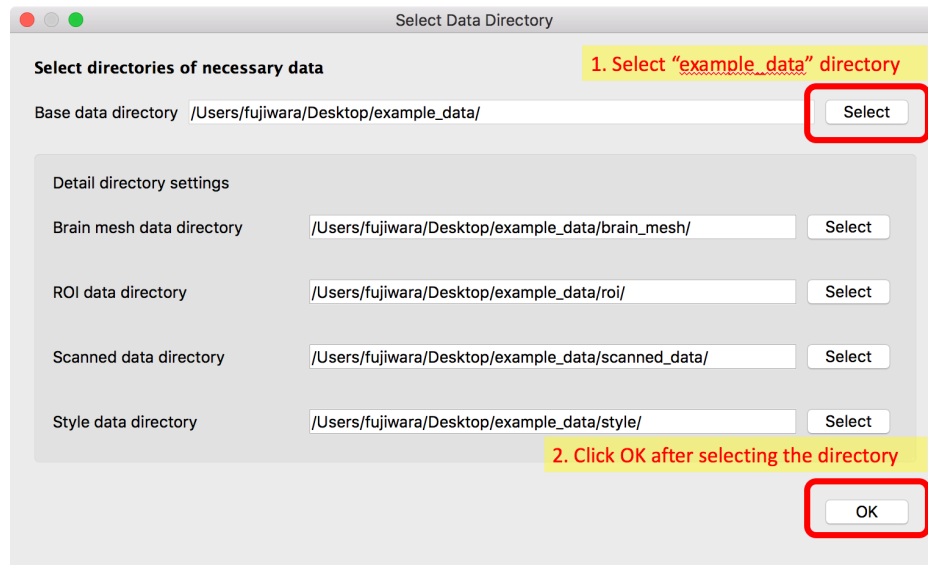 Select Data Directory
1. Select “example_data” directory
Select directories of necessary data
Base data directory /Users/fujiwara/Desktop/example_data/ Select
Detail directory settings
Brain mesh data directory /Users/fujiwara/Desktop/example_data/brain_mesh/ Select
ROI data directory /Users/fujiwara/Desktop/example_data/roi/ Select
Scanned data directory /Users/fujiwara/Desktop/example_data/scanned_data/ Select
Style data directory /Users/fujiwara/Desktop/example_data/style/ Select
2. Click OK after selecting the directory
OK